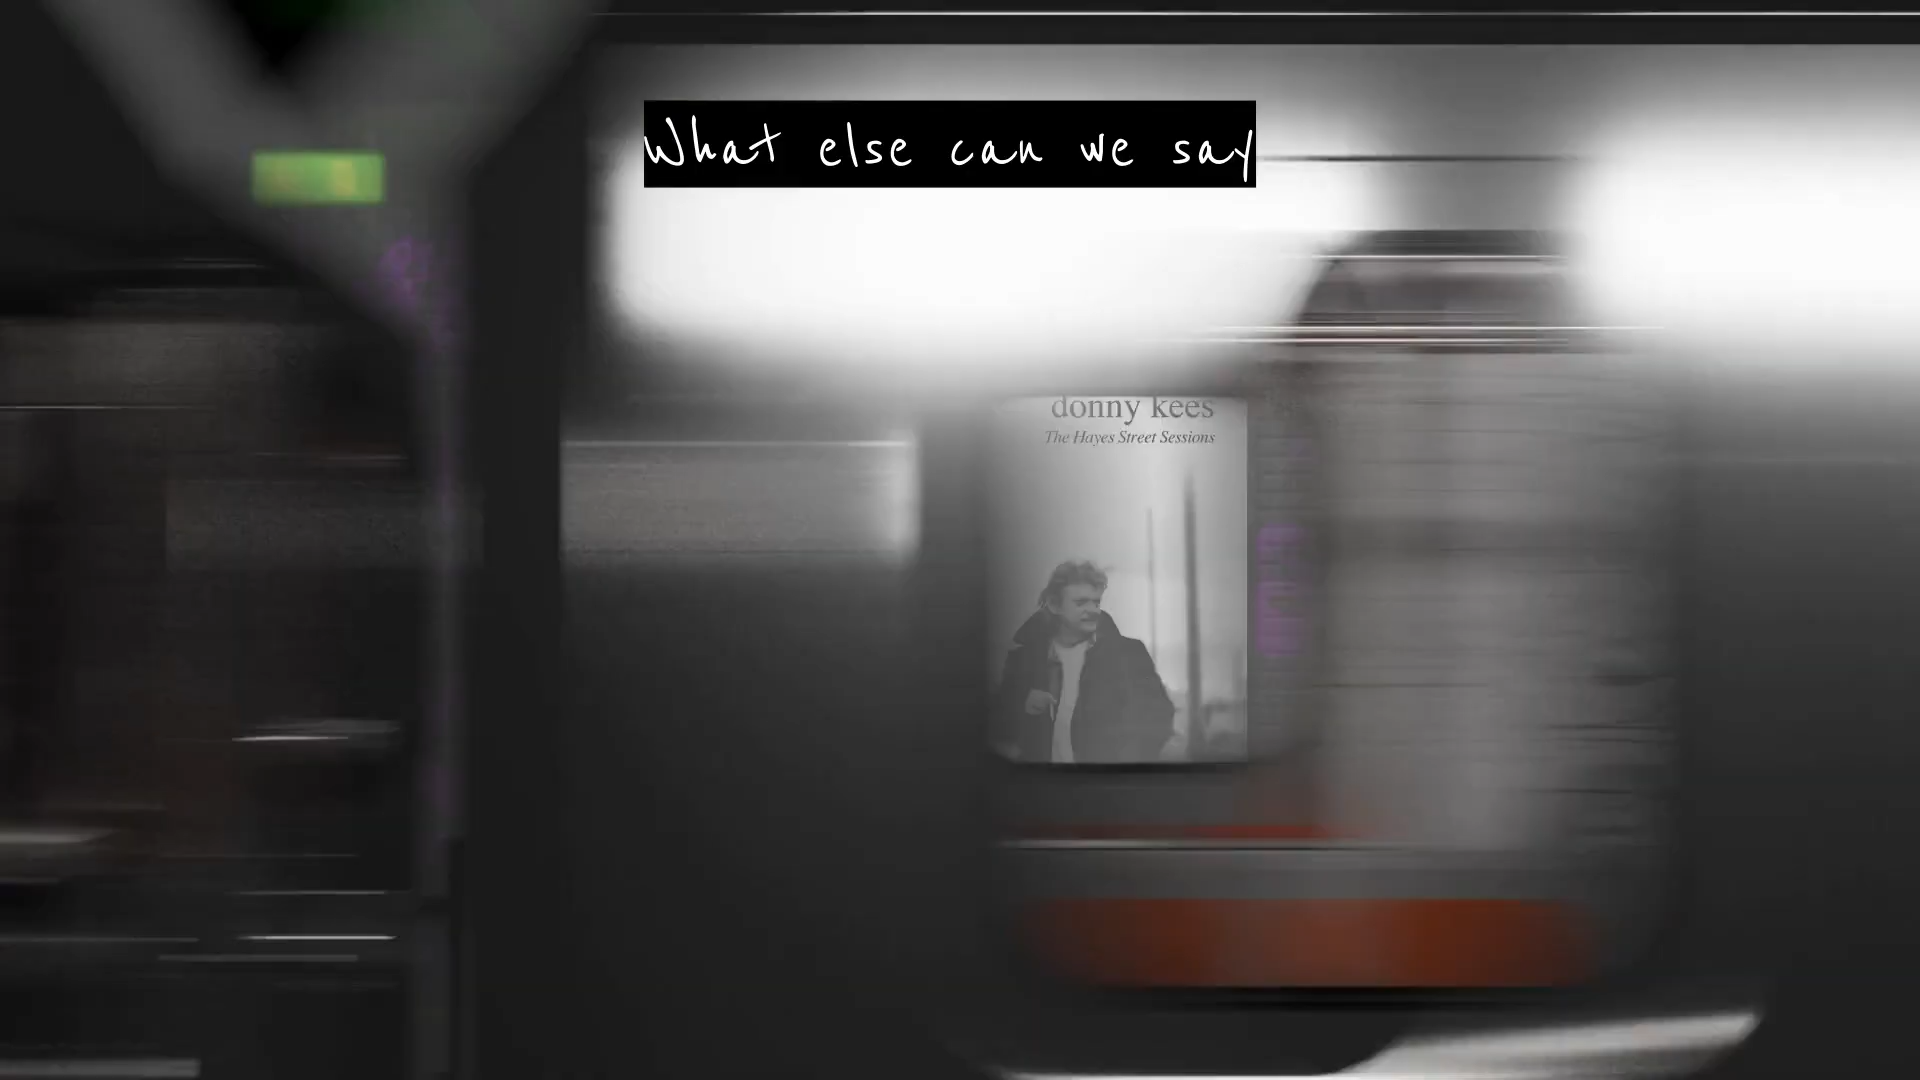 What else can we say
donny kees
The Hayes Street Sessions